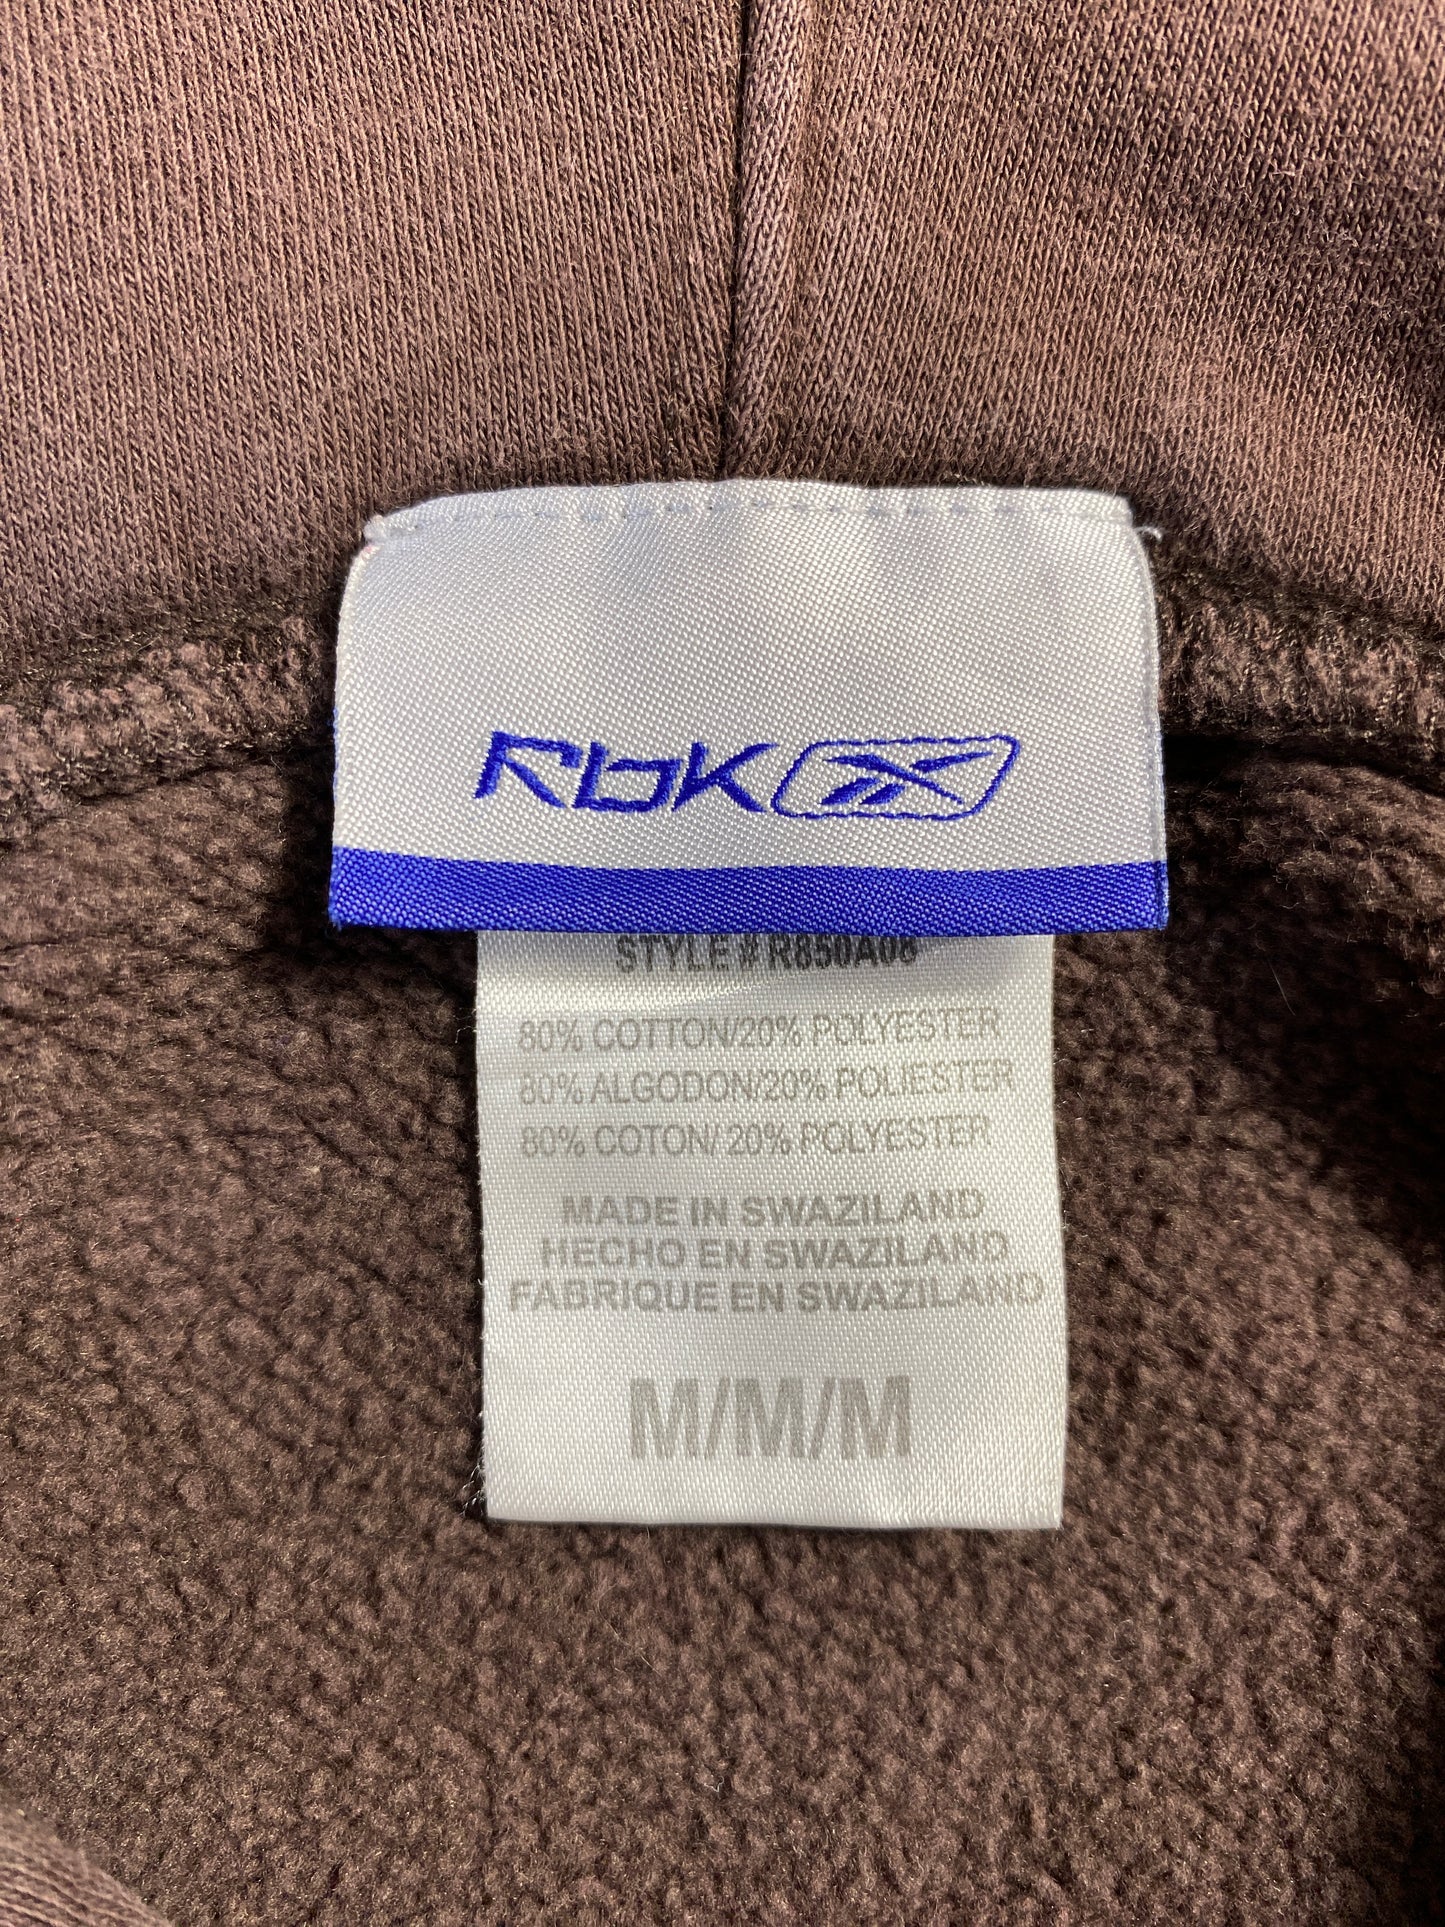 RbK
STYLE # R850A08
80% COTTON/20% POLYESTER
80% ALGODON/20% POLIESTER
80% COTON/ 20% POLYESTER
MADE IN SWAZILAND
HECHO EN SWAZILAND
FABRIQUE EN SWAZILAND
M/M/M